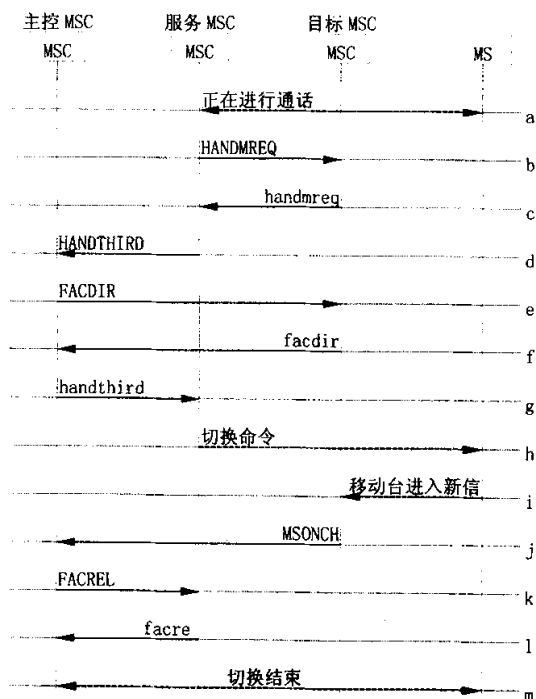 主控 MSC 服务 MSC 目标 MSC
MSC MSC MSC MS
正在进行通话 a
HANDMREQ b
handmreq c
HANDTHIRD d
FACDIR e
facdir f
handthird g
切换命令 h
移动台进入新信 i
MSONCH j
FACREL k
facre l
切换结束 m